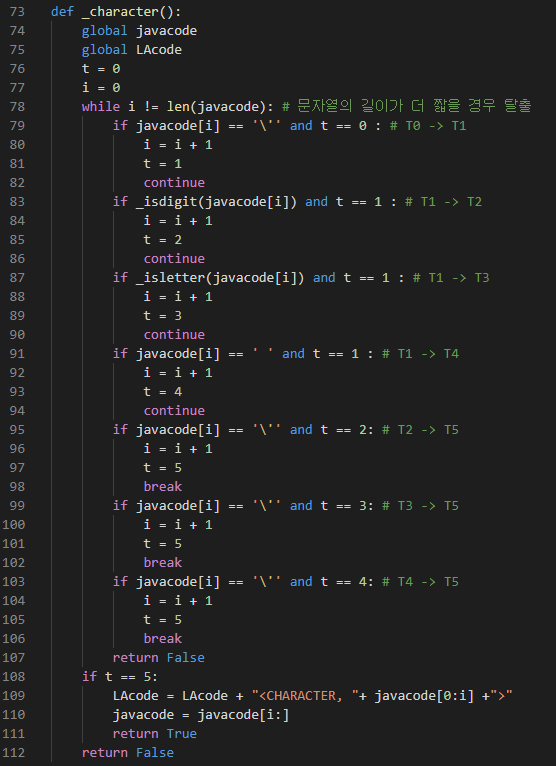 73 def _character():
74     global javacode
75     global LAcode
76     t = 0
77     i = 0
78     while i != len(javacode): # 문자열의 길이가 더 짧을 경우 탈출
79         if javacode[i] == '\'' and t == 0 : # T0 -> T1
80             i = i + 1
81             t = 1
82             continue
83         if _isdigit(javacode[i]) and t == 1 : # T1 -> T2
84             i = i + 1
85             t = 2
86             continue
87         if _isletter(javacode[i]) and t == 1 : # T1 -> T3
88             i = i + 1
89             t = 3
90             continue
91         if javacode[i] == ' ' and t == 1 : # T1 -> T4
92             i = i + 1
93             t = 4
94             continue
95         if javacode[i] == '\'' and t == 2: # T2 -> T5
96             i = i + 1
97             t = 5
98             break
99         if javacode[i] == '\'' and t == 3: # T3 -> T5
100             i = i + 1
101             t = 5
102             break
103         if javacode[i] == '\'' and t == 4: # T4 -> T5
104             i = i + 1
105             t = 5
106             break
107         return False
108     if t == 5:
109         LAcode = LAcode + "<CHARACTER, "+ javacode[0:i] +">"
110         javacode = javacode[i:]
111         return True
112     return False